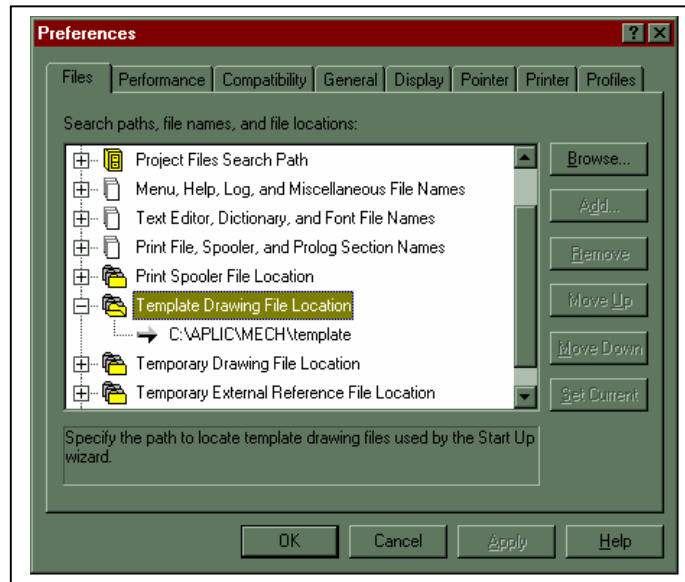 Preferences
Files Performance Compatibility General Display Pointer Printer Profiles
Search paths, file names, and file locations:
Project Files Search Path
Menu, Help, Log, and Miscellaneous File Names
Text Editor, Dictionary, and Font File Names
Print File, Spooler, and Prolog Section Names
Print Spooler File Location
Template Drawing File Location
C:\APLIC\MECH\template
Temporary Drawing File Location
Temporary External Reference File Location
Browse...
Add...
Remove
Move Up
Move Down
Set Current
Specify the path to locate template drawing files used by the Start Up
wizard.
OK Cancel Apply Help